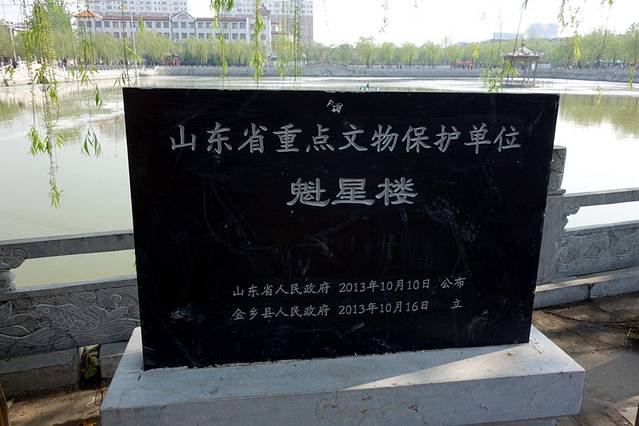 山东省重点文物保护单位
魁星楼
山东省人民政府 2013年10月10日 公布
金乡县人民政府 2013年10月16日 立